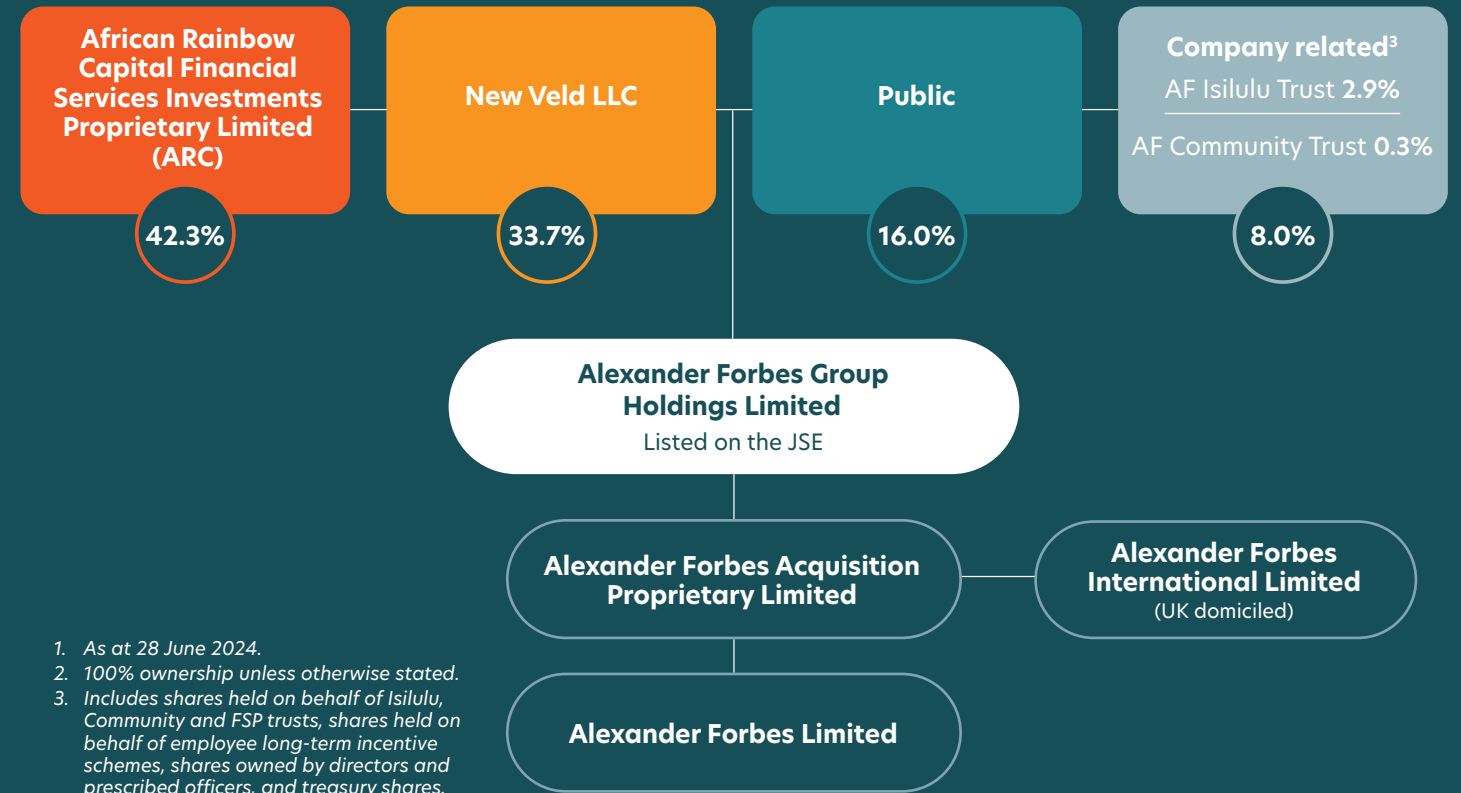 African Rainbow
Capital Financial
Services Investments
Proprietary Limited
(ARC)
42.3%
New Veld LLC
33.7%
Public
16.0%
Company related³
AF Isilulu Trust 2.9%
AF Community Trust 0.3%
8.0%
Alexander Forbes Group
Holdings Limited
Listed on the JSE
Alexander Forbes Acquisition
Proprietary Limited
Alexander Forbes
International Limited
(UK domiciled)
Alexander Forbes Limited
1. As at 28 June 2024.
2. 100% ownership unless otherwise stated.
3. Includes shares held on behalf of Isilulu,
Community and FSP trusts, shares held on
behalf of employee long-term incentive
schemes, shares owned by directors and
prescribed officers, and treasury shares.